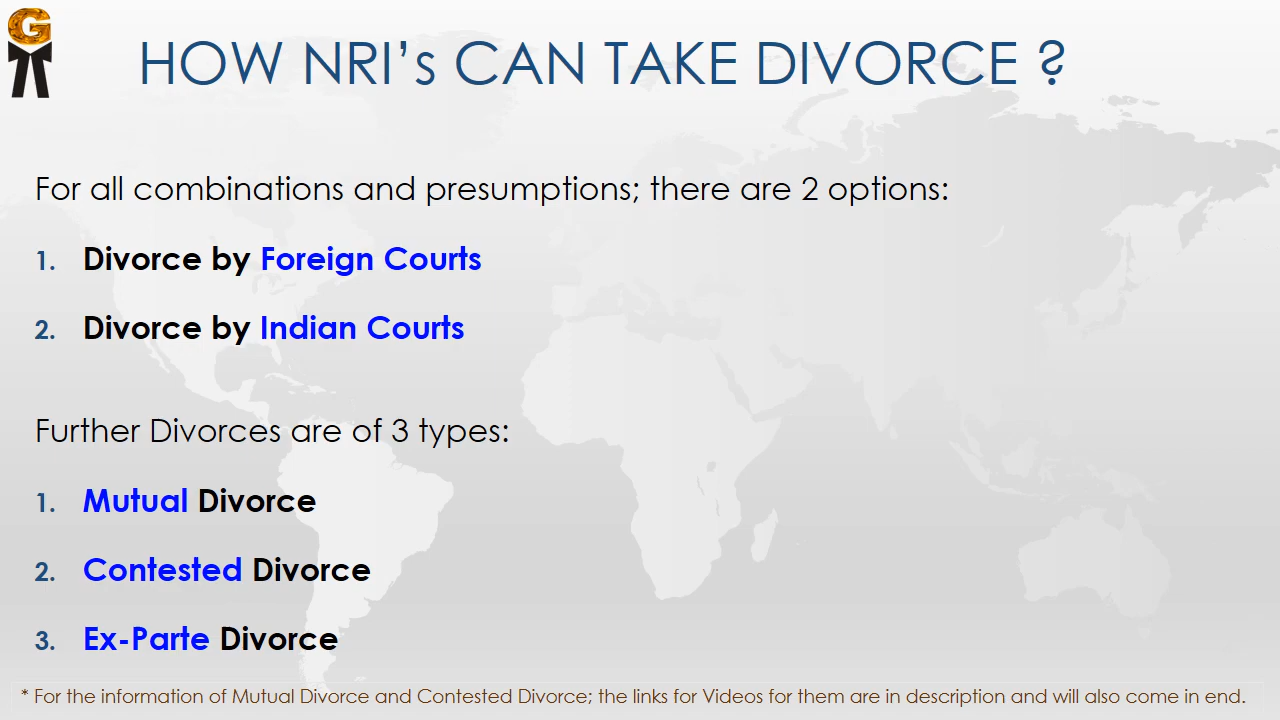 G
HOW NRI’s CAN TAKE DIVORCE ?
For all combinations and presumptions; there are 2 options:
1. Divorce by Foreign Courts
2. Divorce by Indian Courts
Further Divorces are of 3 types:
1. Mutual Divorce
2. Contested Divorce
3. Ex-Parte Divorce
* For the information of Mutual Divorce and Contested Divorce; the links for Videos for them are in description and will also come in end.